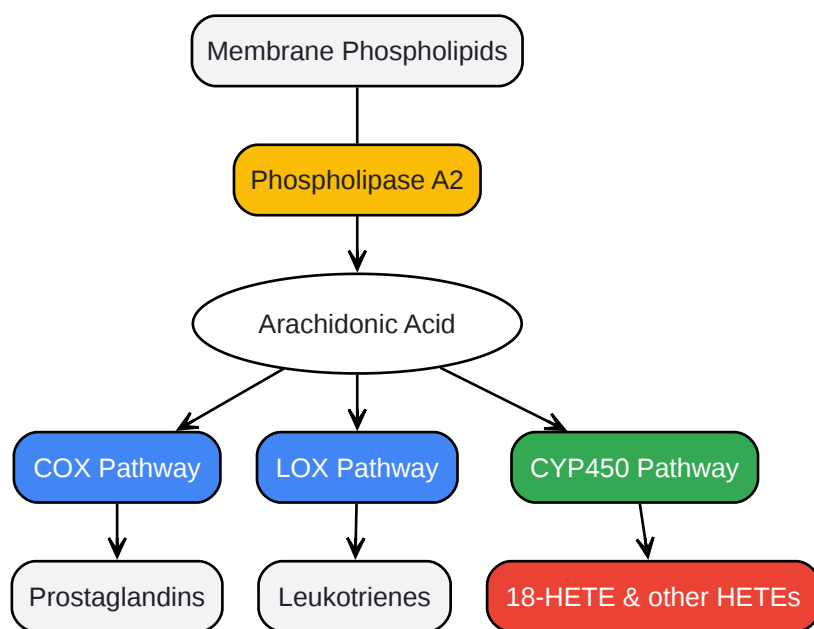 Membrane Phospholipids
Phospholipase A2
Arachidonic Acid
COX Pathway
LOX Pathway
CYP450 Pathway
Prostaglandins
Leukotrienes
18-HETE & other HETEs